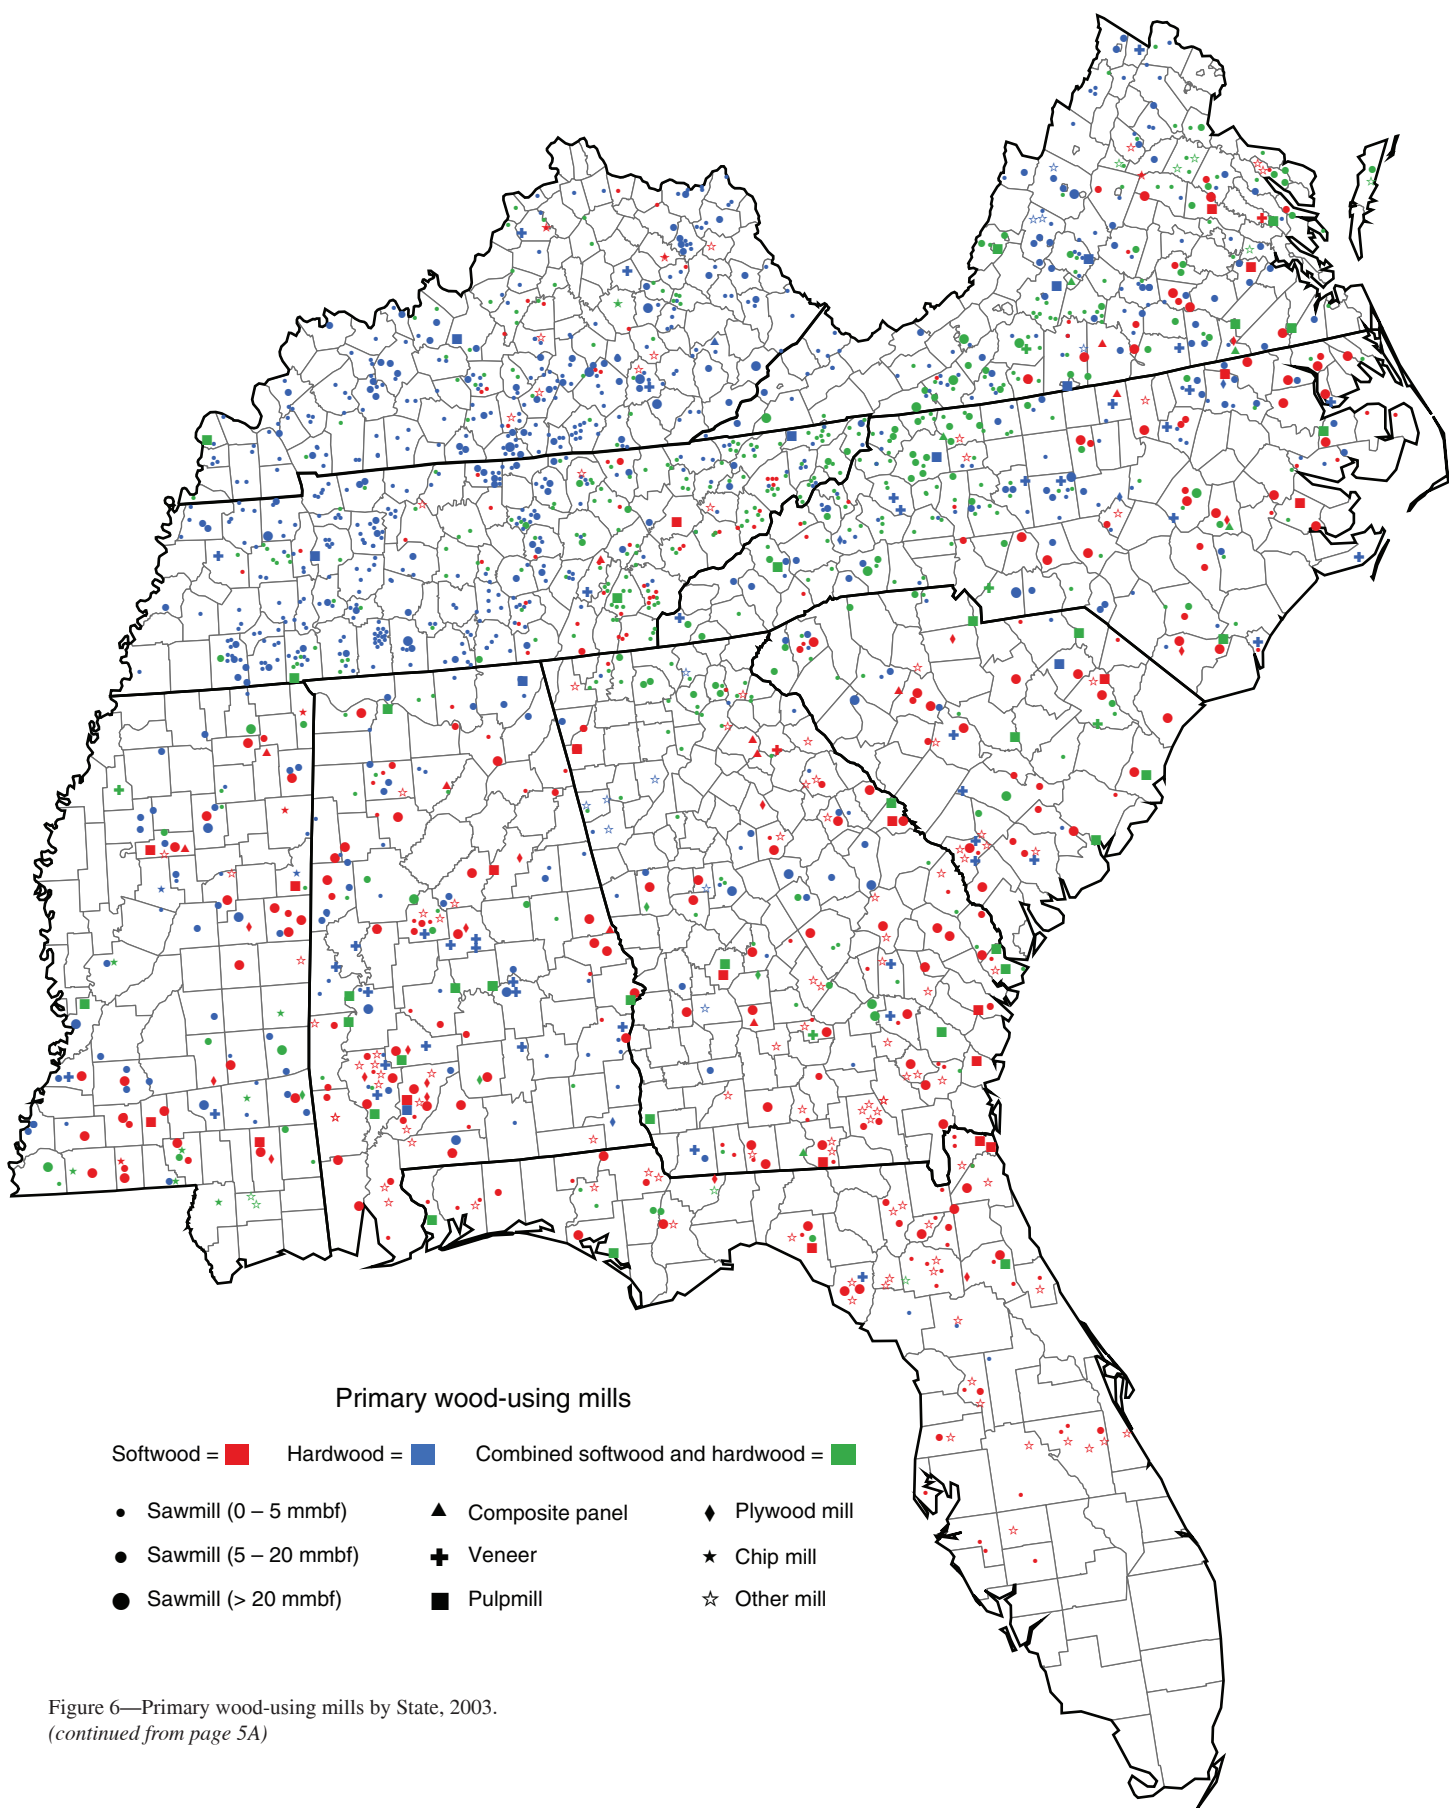 Primary wood-using mills
Softwood = Hardwood = Combined softwood and hardwood =
Sawmill (0 – 5 mmbf) Composite panel Plywood mill
Sawmill (5 – 20 mmbf) Veneer Chip mill
Sawmill (> 20 mmbf) Pulpmill Other mill
Figure 6—Primary wood-using mills by State, 2003.
(continued from page 5A)